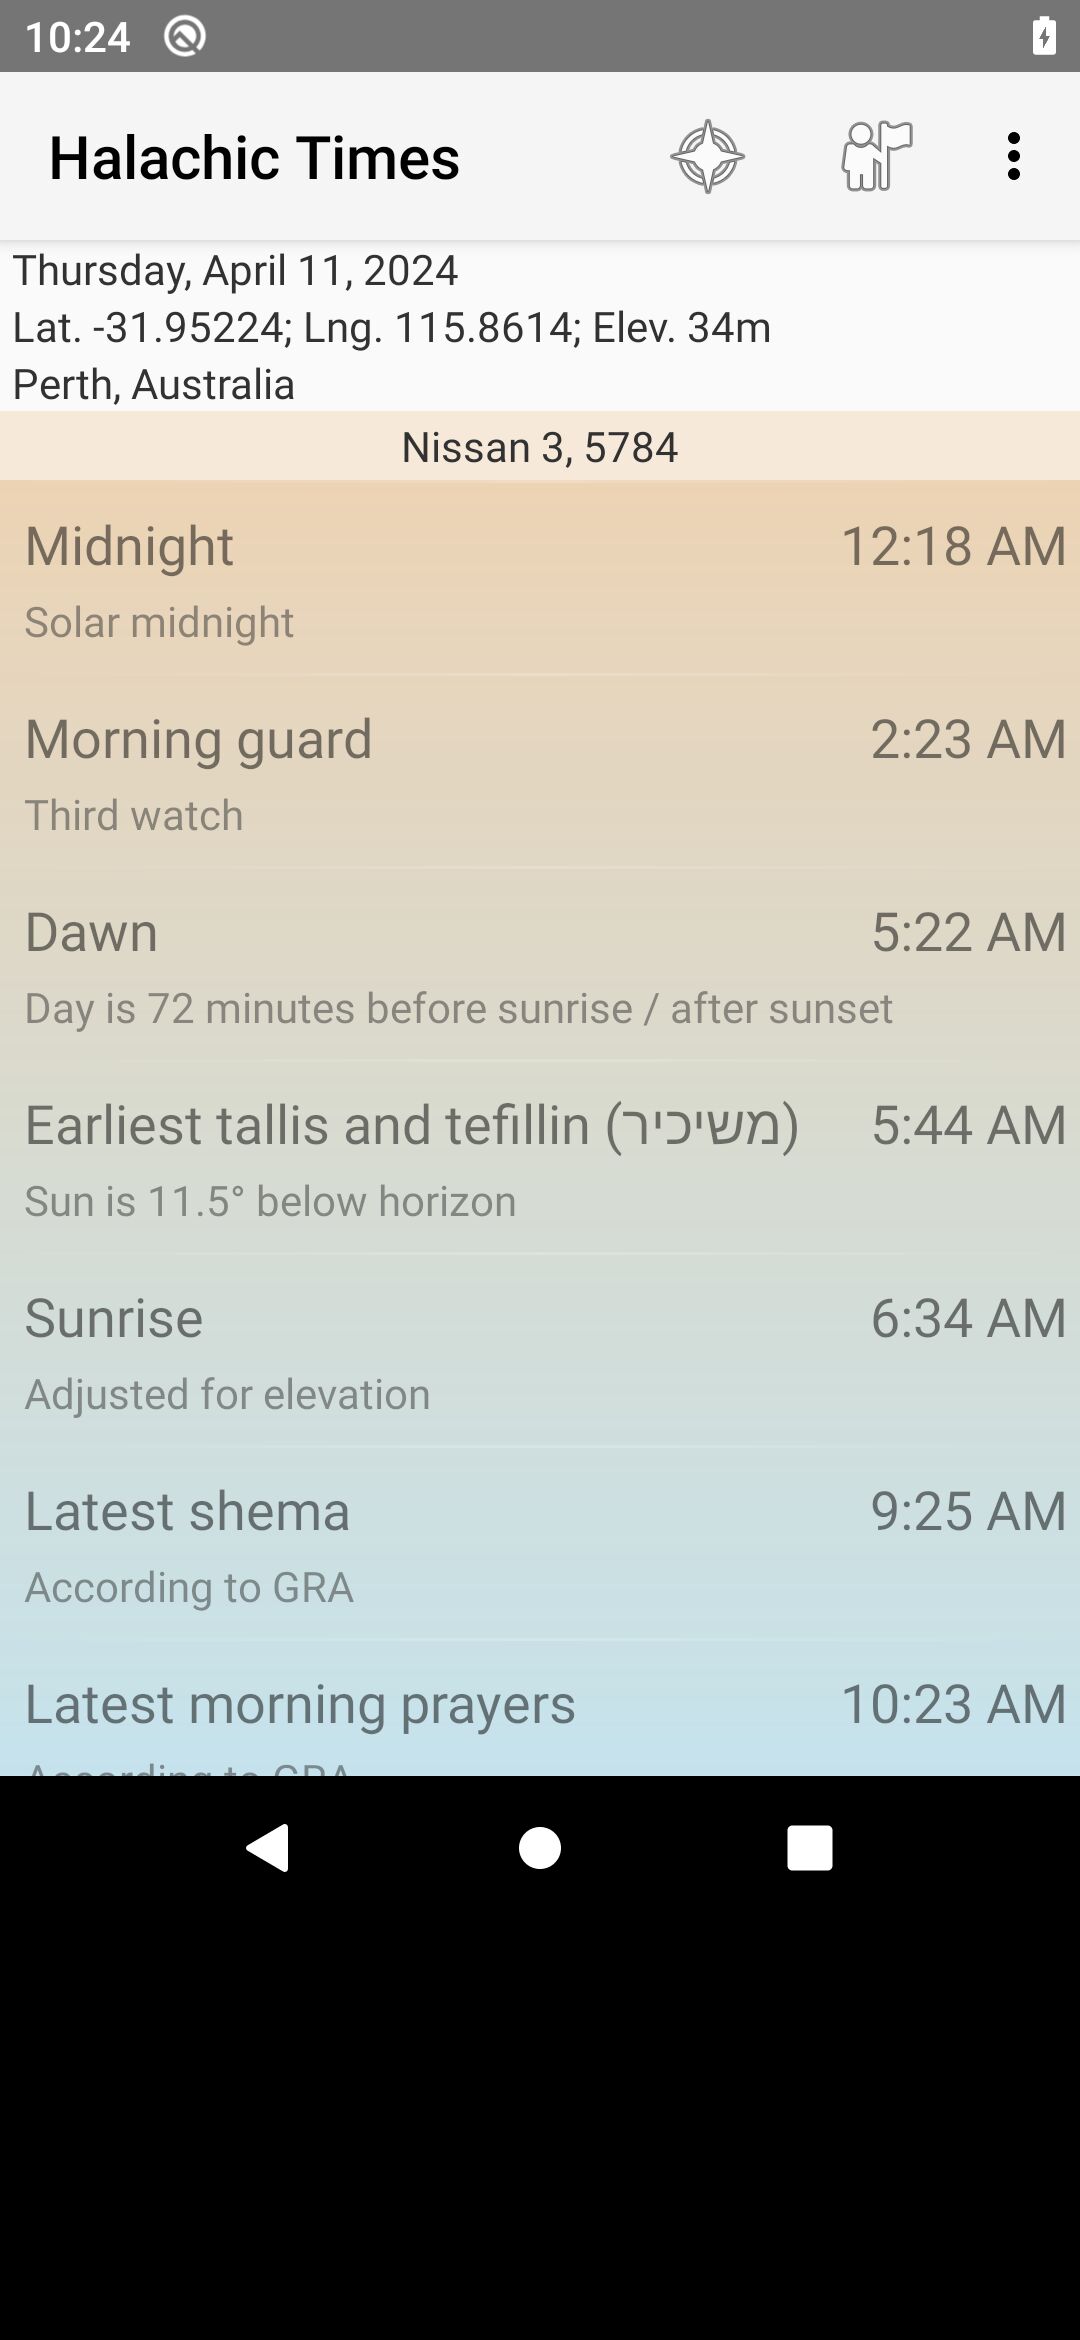 10:24
Halachic Times
Thursday, April 11, 2024
Lat. -31.95224; Lng. 115.8614; Elev. 34m
Perth, Australia
Nissan 3, 5784
Midnight 12:18 AM
Solar midnight
Morning guard 2:23 AM
Third watch
Dawn 5:22 AM
Day is 72 minutes before sunrise / after sunset
Earliest tallis and tefillin (משיכיר) 5:44 AM
Sun is 11.5° below horizon
Sunrise 6:34 AM
Adjusted for elevation
Latest shema 9:25 AM
According to GRA
Latest morning prayers 10:23 AM
According to GRA